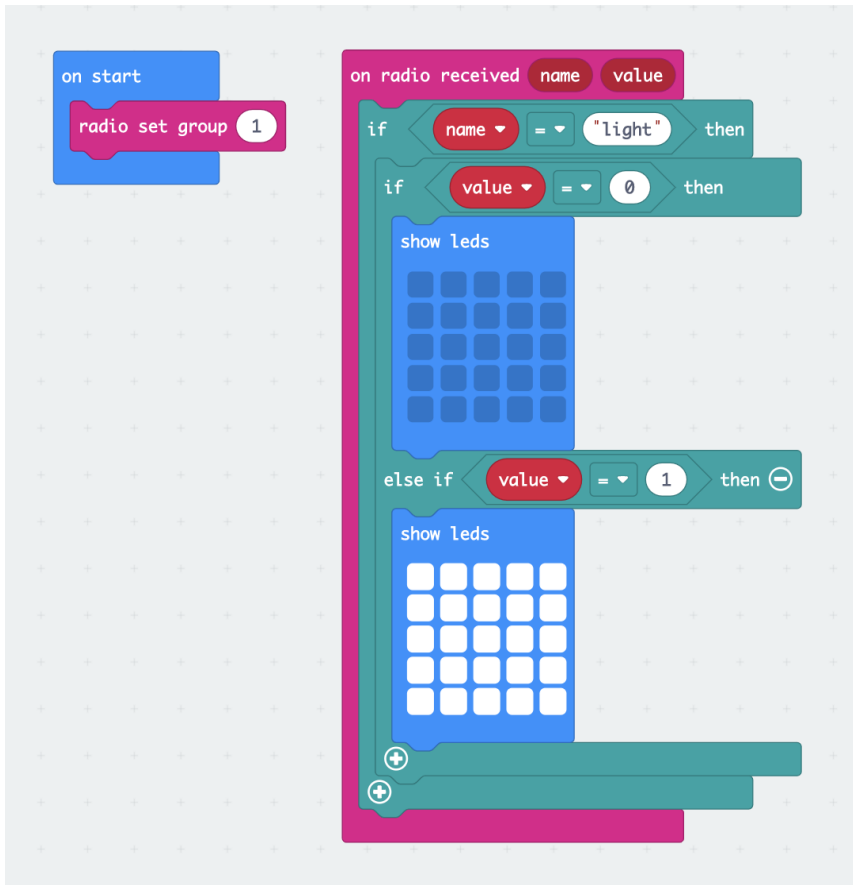 on start
radio set group 1
on radio received name value
if name = "light" then
if value = 0 then
show leds
else if value = 1 then
show leds